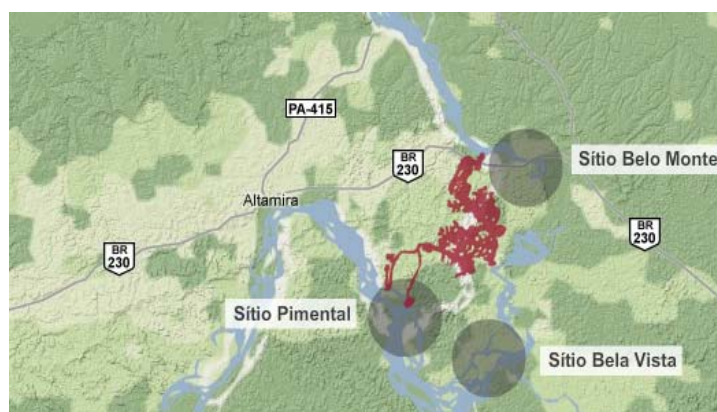 PA-415
Sítio Belo Monte
BR
230
Altamira
BR
230
BR
230
Sítio Pimental
Sítio Bela Vista